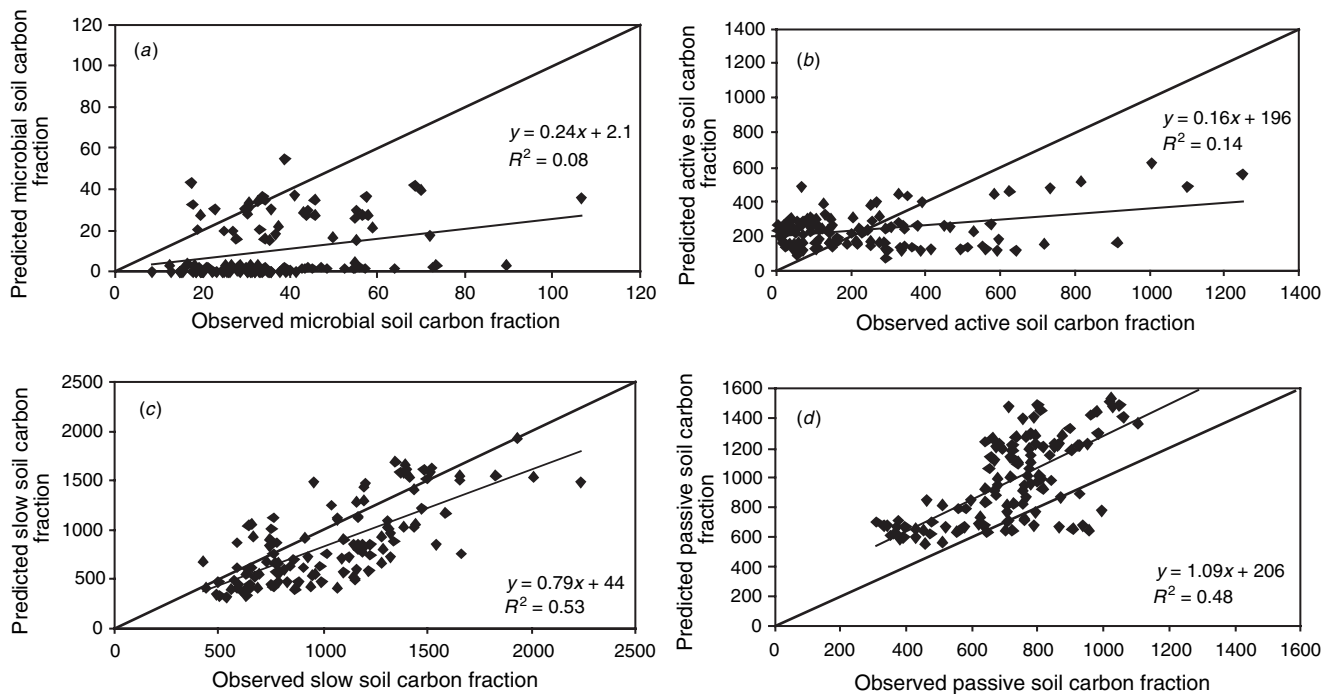 120
100
80
60
40
20
0
Predicted microbial soil carbon
fraction
(a)
y = 0.24x + 2.1
R² = 0.08
0 20 40 60 80 100 120
Observed microbial soil carbon fraction
1400
1200
1000
800
600
400
200
0
Predicted active soil carbon
fraction
(b)
y = 0.16x + 196
R² = 0.14
0 200 400 600 800 1000 1200 1400
Observed active soil carbon fraction
2500
2000
1500
1000
500
0
Predicted slow soil carbon
fraction
(c)
y = 0.79x + 44
R² = 0.53
0 500 1000 1500 2000 2500
Observed slow soil carbon fraction
1600
1400
1200
1000
800
600
400
200
0
Predicted passive soil carbon
fraction
(d)
y = 1.09x + 206
R² = 0.48
0 200 400 600 800 1000 1200 1400 1600
Observed passive soil carbon fraction